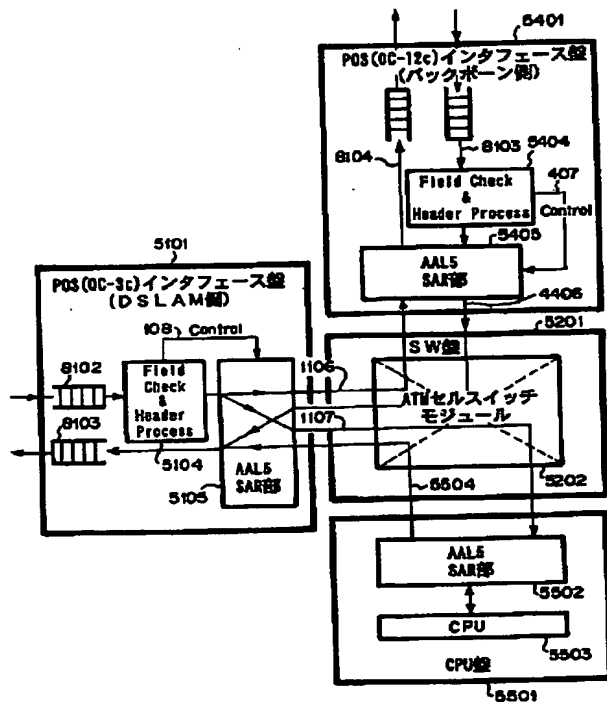 5401
POS(OC-12c)インタフェース盤
(バックボーン側)
8104
8103
5404
407
Field Check
&
Header Process
Control
5405
AAL5
SAR部
4406
5101
POS(OC-3c)インタフェース盤
(DSLAM側)
108
Control
8102
Field
Check
&
Header
Process
8103
5104
AAL5
SAR部
5105
5201
SW盤
1106
ATMセルスイッチ
モジュール
1107
5202
5504
AAL5
SAR部
5502
CPU
5503
CPU盤
5501